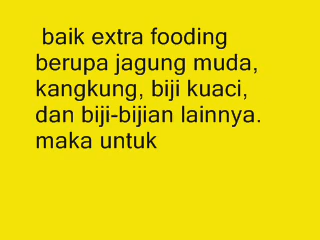 baik extra fooding
berupa jagung muda,
kangkung, biji kuaci,
dan biji-bijian lainnya.
maka untuk